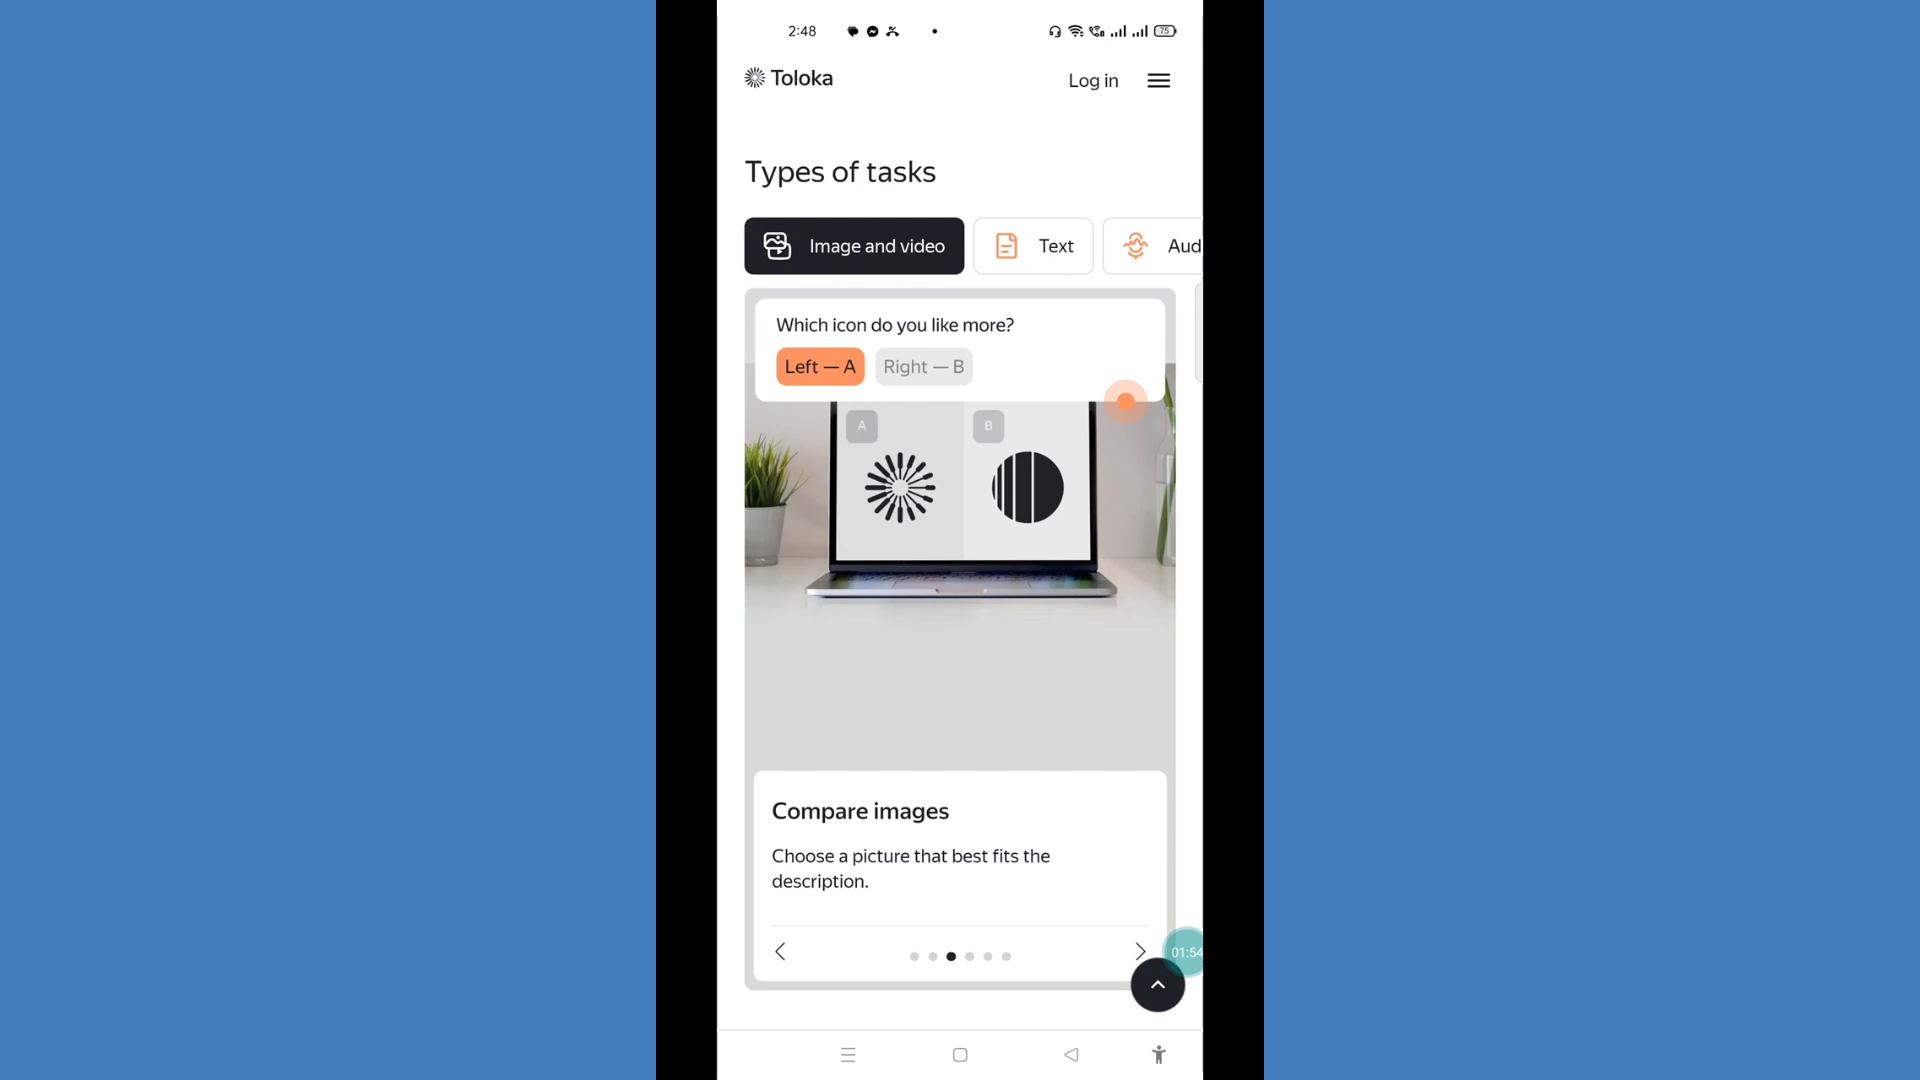 2:48
75
Toloka
Log in
Types of tasks
Image and video
Text
Aud
Which icon do you like more?
Left — A
Right — B
A
B
Compare images
Choose a picture that best fits the
description.
01:54